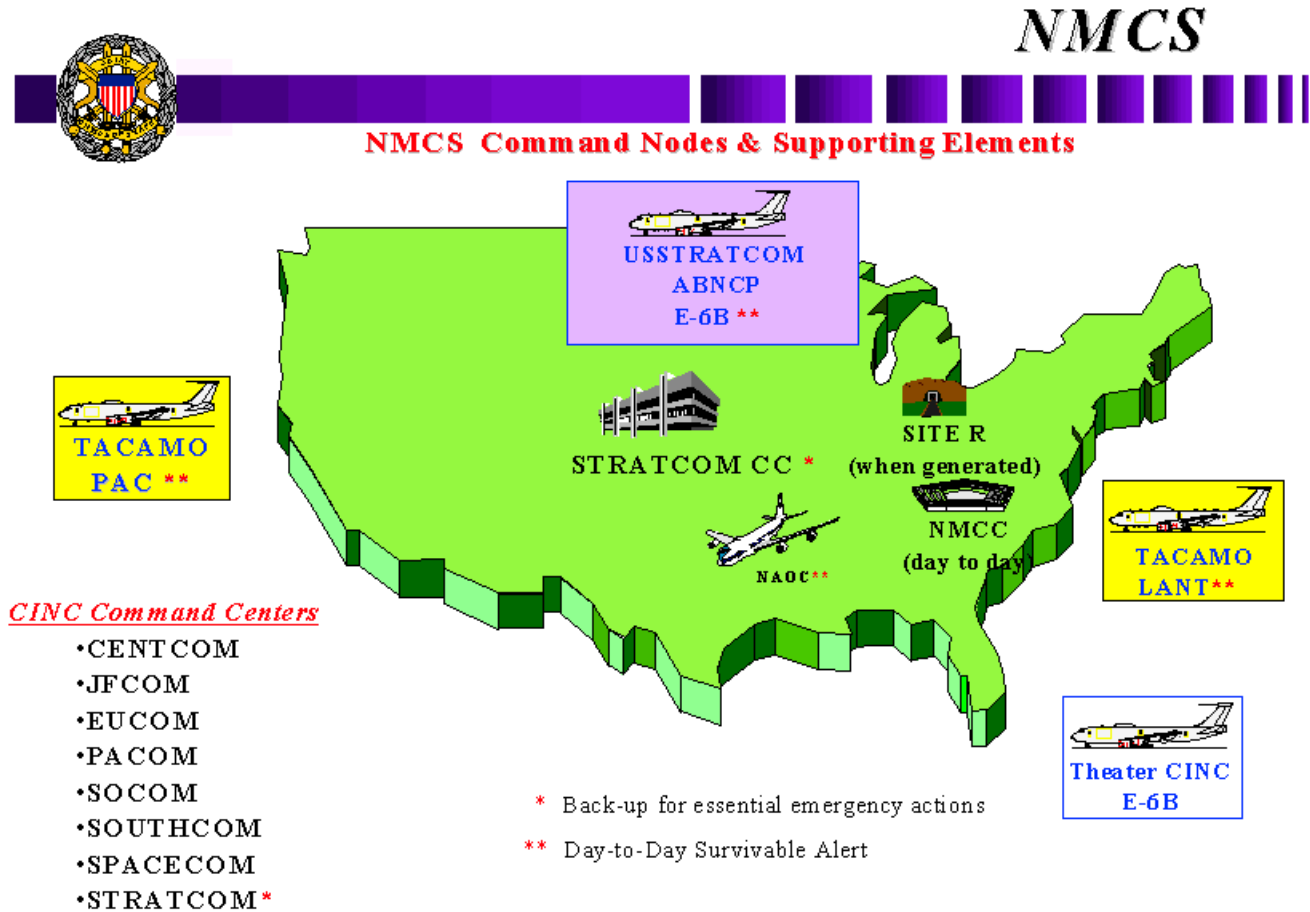 NMCS
NMCS Command Nodes & Supporting Elements
USSTRATCOM
ABNCP
E-6B **
TACAMO
PAC **
STRATCOM CC *
SITE R
(when generated)
NMCC
(day to day)
NAOC**
TACAMO
LANT**
CINC Command Centers
•CENTCOM
•JFCOM
•EUCOM
•PACOM
•SOCOM
•SOUTHCOM
•SPACECOM
•STRATCOM*
Theater CINC
E-6B
* Back-up for essential emergency actions
** Day-to-Day Survivable Alert